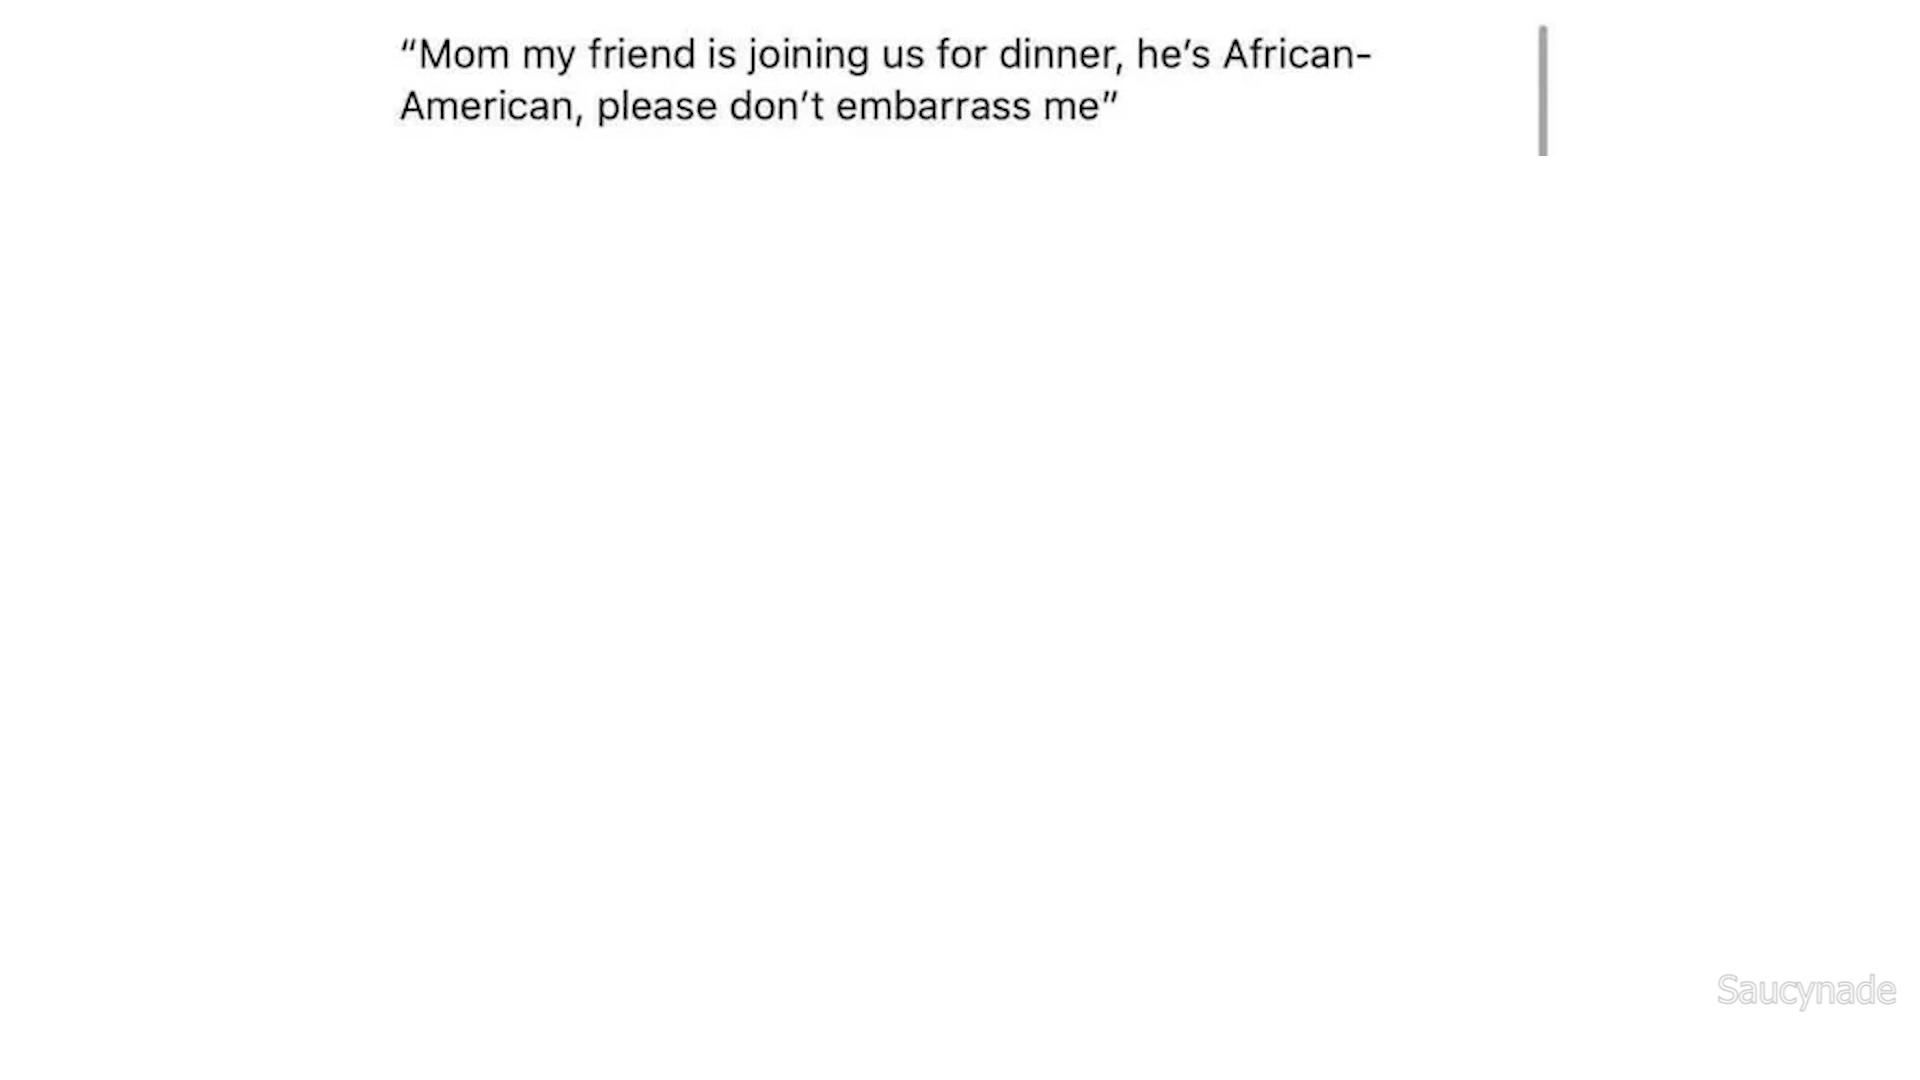 “Mom my friend is joining us for dinner, he’s African-
American, please don’t embarrass me”
Saucynade